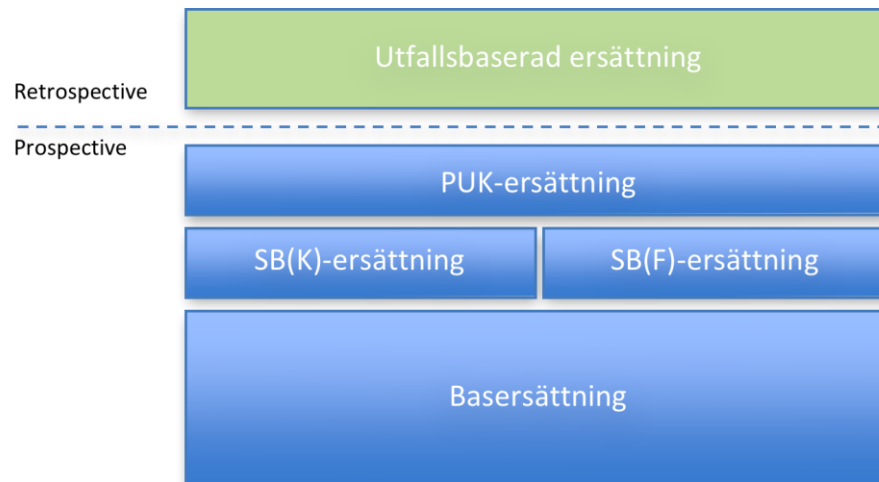 Utfallsbaserad ersättning
Retrospective
Prospective
PUK-ersättning
SB(K)-ersättning
SB(F)-ersättning
Basersättning